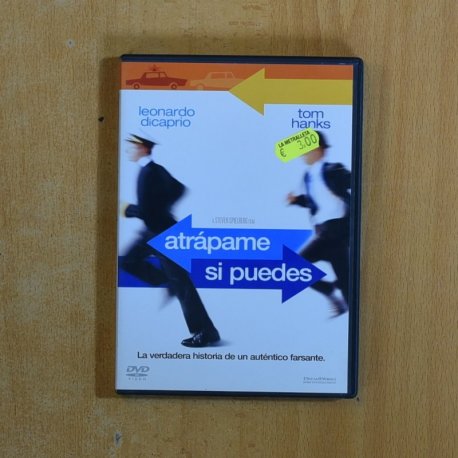 leonardo
dicaprio
tom
hanks
LA METRALLETA
€ 3,00
atrápame
si puedes
La verdadera historia de un auténtico farsante.
DVD
VIDEO